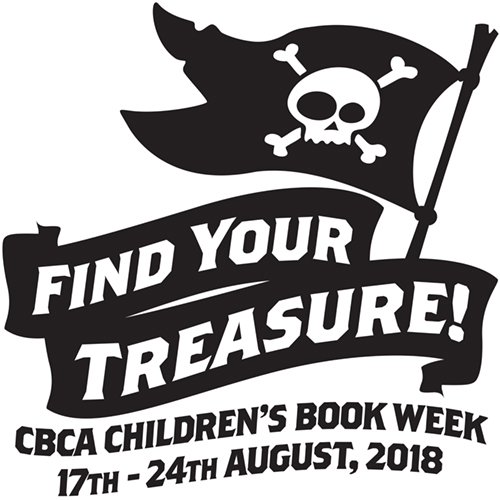 FIND YOUR
TREASURE!
CBCA CHILDREN'S BOOK WEEK
17TH - 24TH AUGUST, 2018